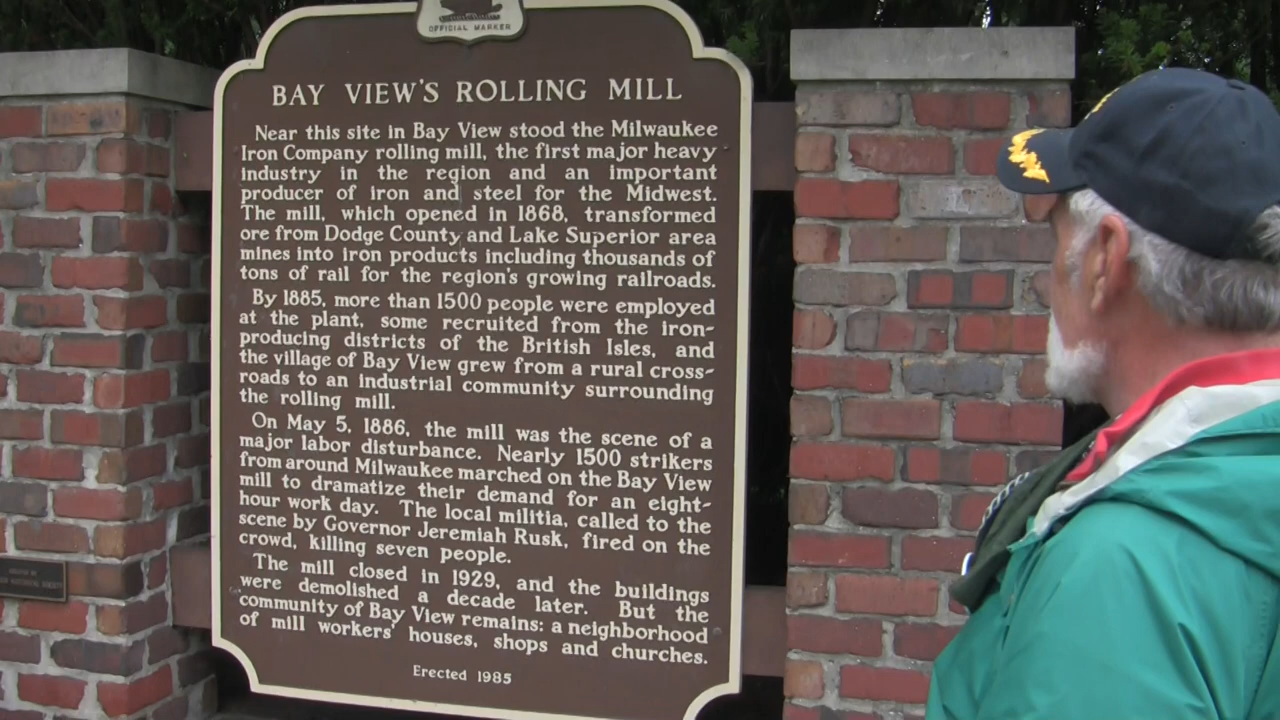 OFFICIAL MARKER
BAY VIEW'S ROLLING MILL
Near this site in Bay View stood the Milwaukee
Iron Company rolling mill, the first major heavy
industry in the region and an important
producer of iron and steel for the Midwest.
The mill, which opened in 1868, transformed
ore from Dodge County and Lake Superior area
mines into iron products including thousands of
tons of rail for the region's growing railroads.
By 1885, more than 1500 people were employed
at the plant, some recruited from the iron-
producing districts of the British Isles, and
the village of Bay View grew from a rural cross-
roads to an industrial community surrounding
the rolling mill.
On May 5, 1886, the mill was the scene of a
major labor disturbance. Nearly 1500 strikers
from around Milwaukee marched on the Bay View
mill to dramatize their demand for an eight-
hour work day. The local militia, called to the
scene by Governor Jeremiah Rusk, fired on the
crowd, killing seven people.
The mill closed in 1929, and the buildings
were demolished a decade later. But the
community of Bay View remains: a neighborhood
of mill workers' houses, shops and churches.
Erected 1985
HISTORICAL SOCIETY